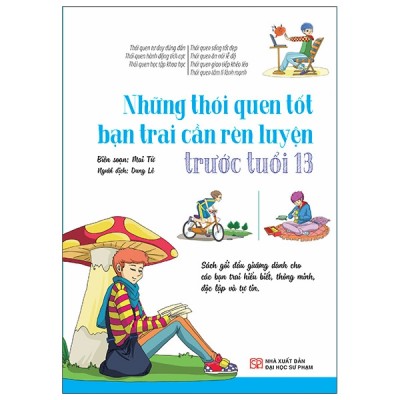 Thói quen tư duy đúng đắn
Thói quen hành động tích cực
Thói quen học tập khoa học
Thói quen sống tốt đẹp
Thói quen ăn nói lễ độ
Thói quen giao tiếp khéo léo
Thói quen tâm lí lành mạnh
Những thói quen tốt
bạn trai cần rèn luyện
trước tuổi 13
Biên soạn: Mai Tử
Người dịch: Dung Lê
Sách gối đầu giường dành cho
các bạn trai hiểu biết, thông minh,
độc lập và tự tin.
NHÀ XUẤT BẢN
ĐẠI HỌC SƯ PHẠM